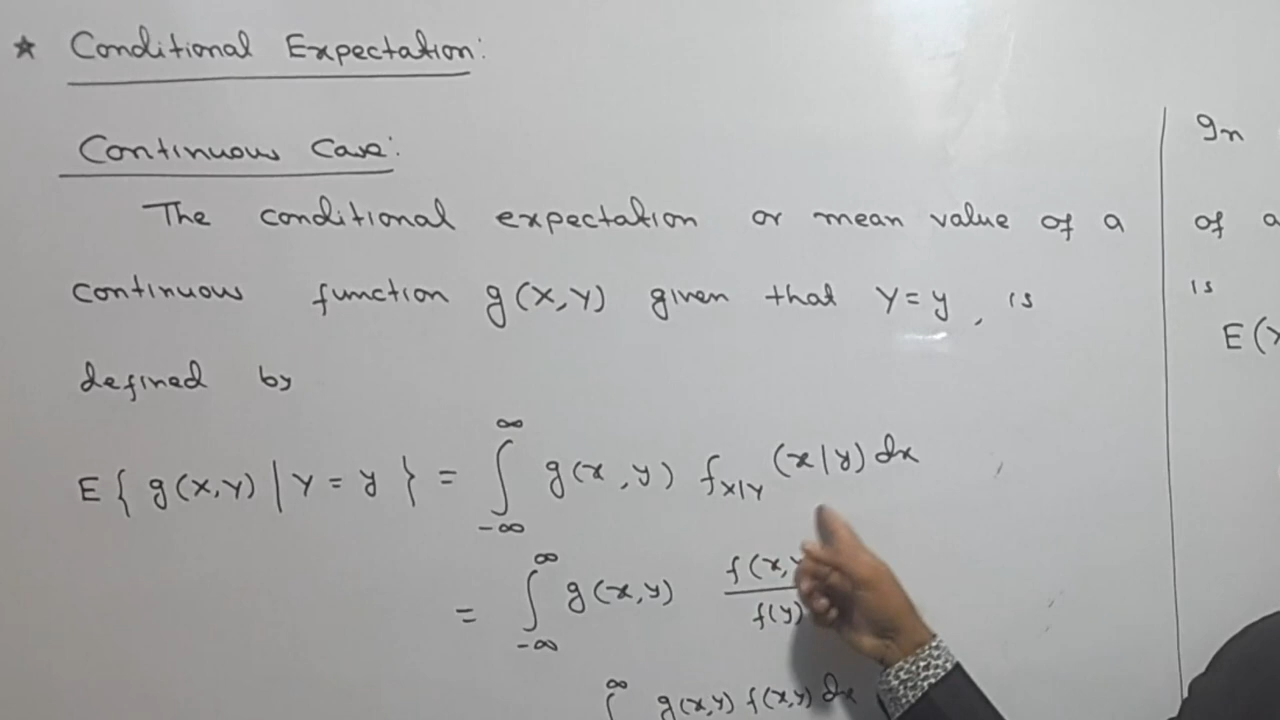 * Conditional Expectation:
Continuous Case:
The conditional expectation or mean value of a
continuous function g(X,Y) given that Y=y, is
defined by
E{ g(X,Y) | Y = y } = ∫_{-∞}^{∞} g(x,y) f_{X|Y}(x|y) dx
= ∫_{-∞}^{∞} g(x,y) f(x,y / f(y)
∫^{∞} g(x,y) f(x,y) dx
In
of a
is
E(X